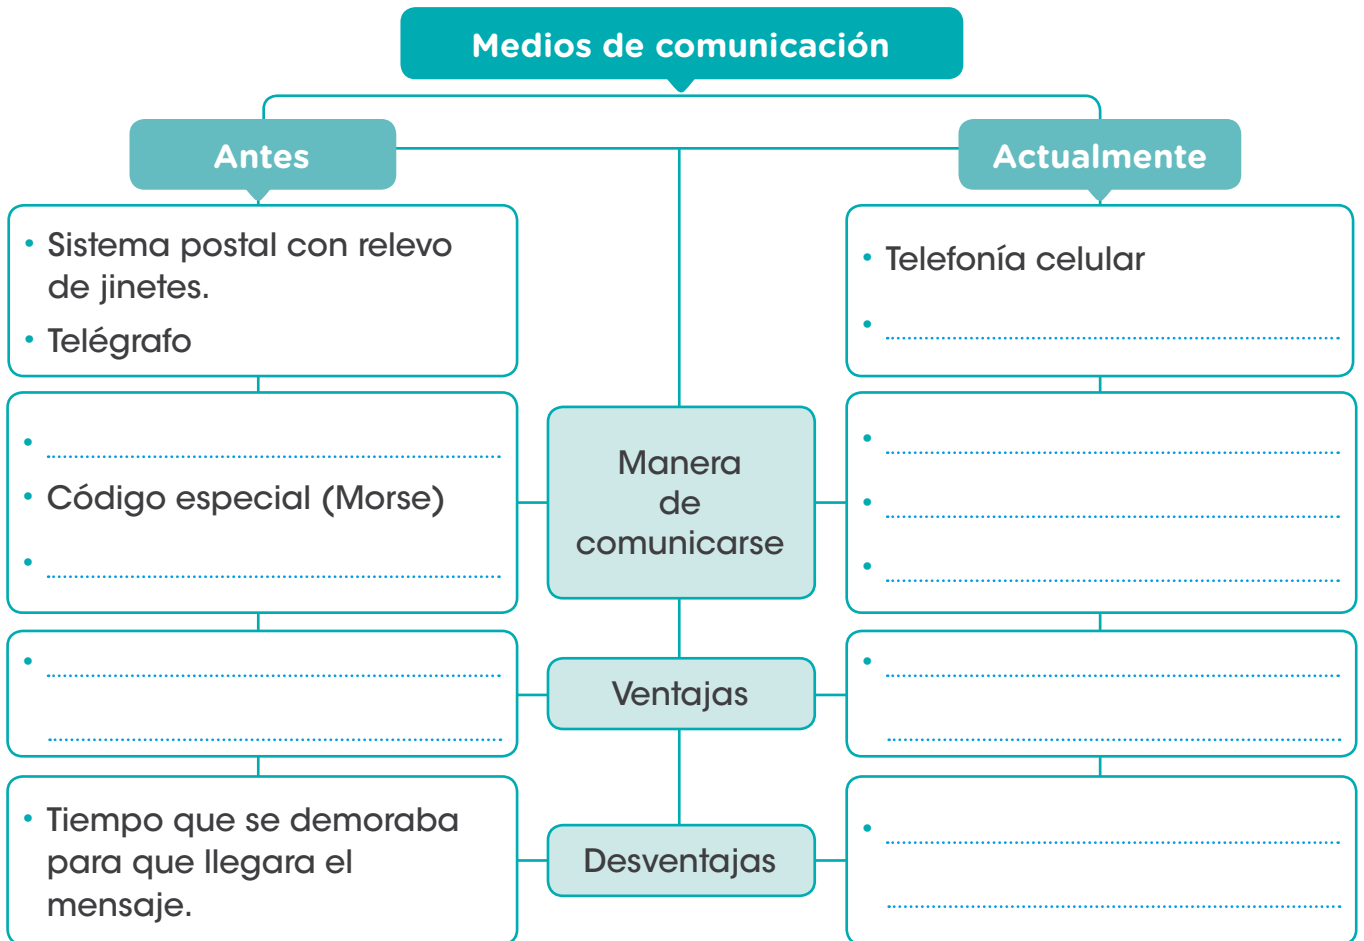 Medios de comunicación
Antes
Actualmente
• Sistema postal con relevo
de jinetes.
• Telégrafo
• Telefonía celular
•
•
• Código especial (Morse)
•
Manera
de
comunicarse
•
•
•
•
Ventajas
•
• Tiempo que se demoraba
para que llegara el
mensaje.
Desventajas
•